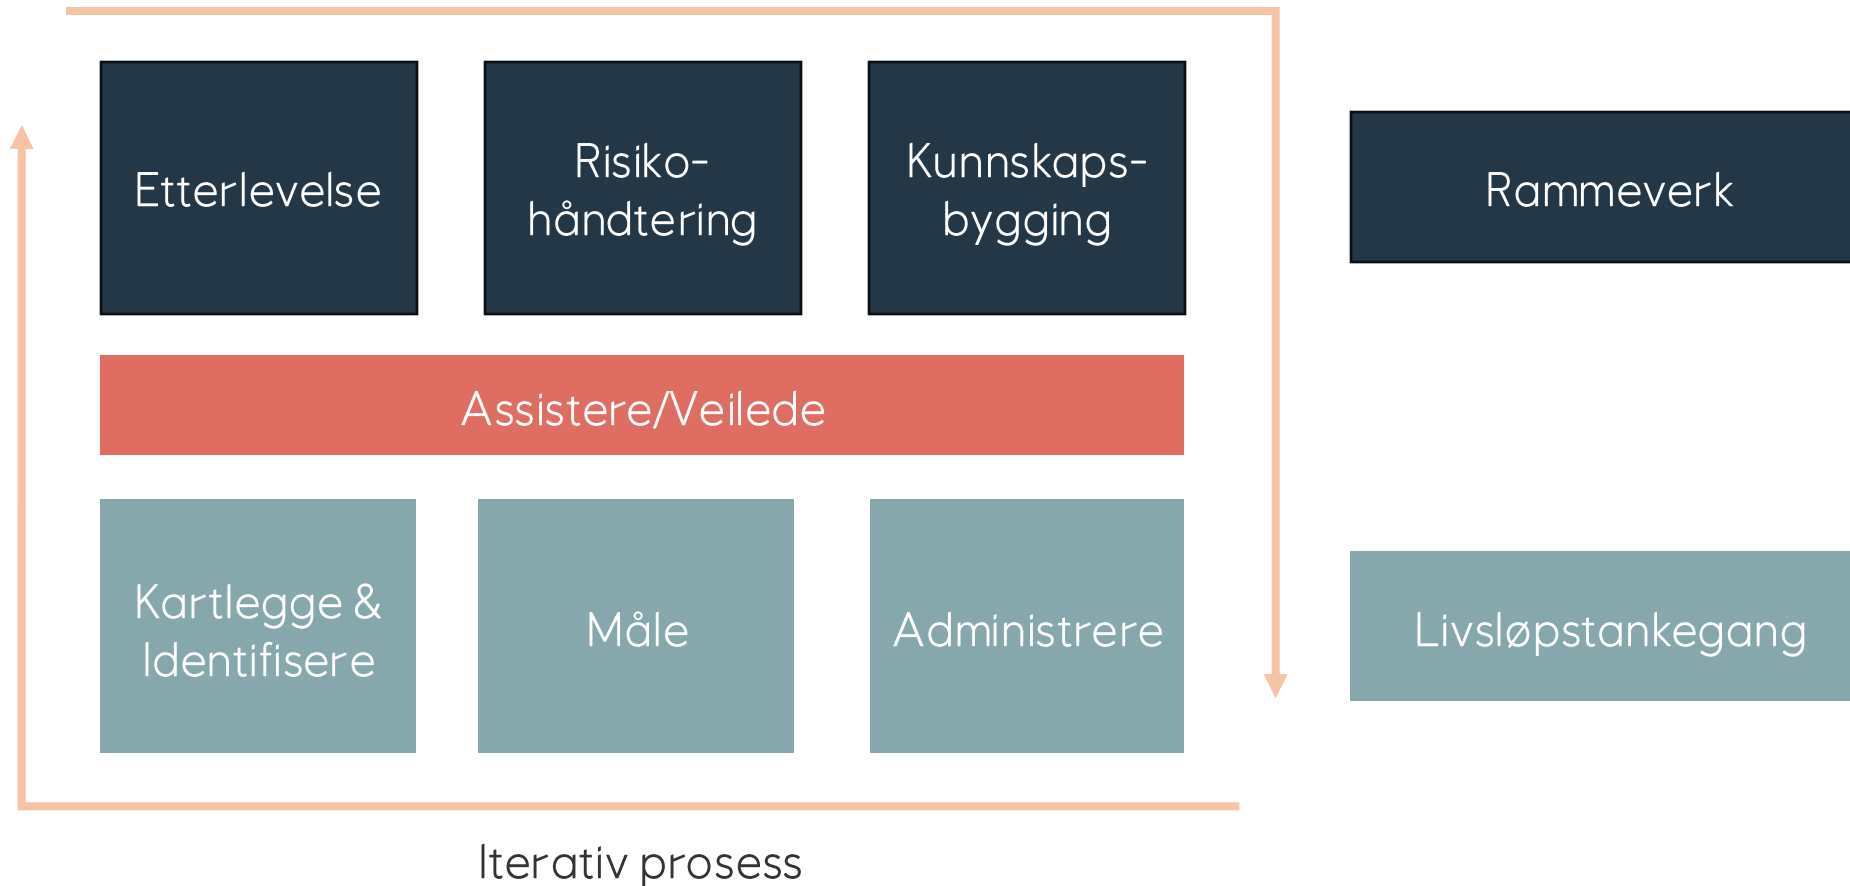 Etterlevelse
Risiko-
håndtering
Kunnskaps-
bygging
Rammeverk
Assistere/Veilede
Kartlegge &
Identifisere
Måle
Administrere
Livsløpstankegang
Iterativ prosess